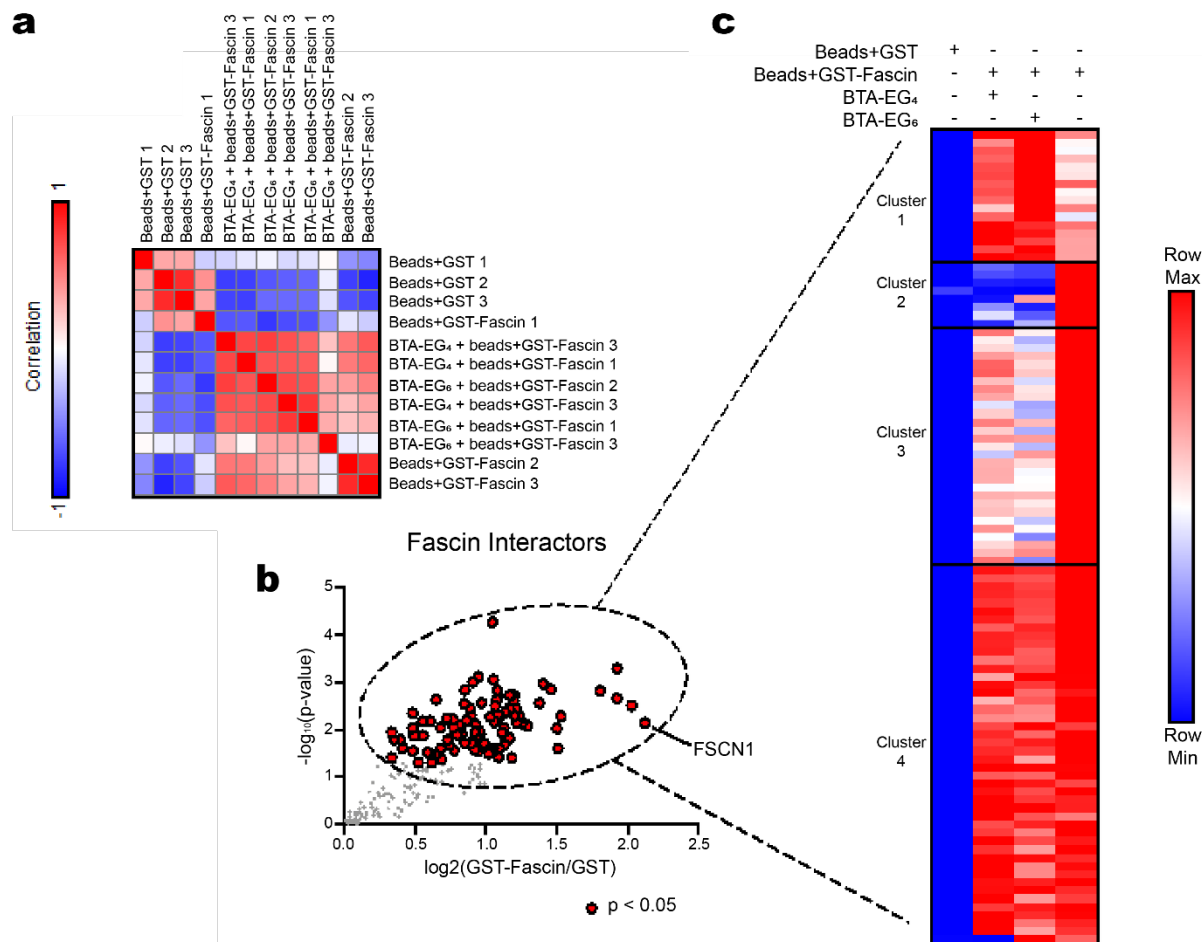 a
Beads+GST 1
Beads+GST 2
Beads+GST 3
Beads+GST-Fascin 1
BTA-EG₄ + beads+GST-Fascin 3
BTA-EG₄ + beads+GST-Fascin 1
BTA-EG₆ + beads+GST-Fascin 2
BTA-EG₄ + beads+GST-Fascin 3
BTA-EG₆ + beads+GST-Fascin 1
BTA-EG₆ + beads+GST-Fascin 3
Beads+GST-Fascin 2
Beads+GST-Fascin 3
1
Correlation
-1
Beads+GST 1
Beads+GST 2
Beads+GST 3
Beads+GST-Fascin 1
BTA-EG₄ + beads+GST-Fascin 3
BTA-EG₄ + beads+GST-Fascin 1
BTA-EG₆ + beads+GST-Fascin 2
BTA-EG₄ + beads+GST-Fascin 3
BTA-EG₆ + beads+GST-Fascin 1
BTA-EG₆ + beads+GST-Fascin 3
Beads+GST-Fascin 2
Beads+GST-Fascin 3
b
Fascin Interactors
5
4
3
2
1
0
-log₁₀(p-value)
FSCN1
0.0 0.5 1.0 1.5 2.0 2.5
log2(GST-Fascin/GST)
p < 0.05
c
Beads+GST + - - -
Beads+GST-Fascin - + + +
BTA-EG₄ - + - -
BTA-EG₆ - - + -
Cluster
1
Cluster
2
Cluster
3
Cluster
4
Row
Max
Row
Min